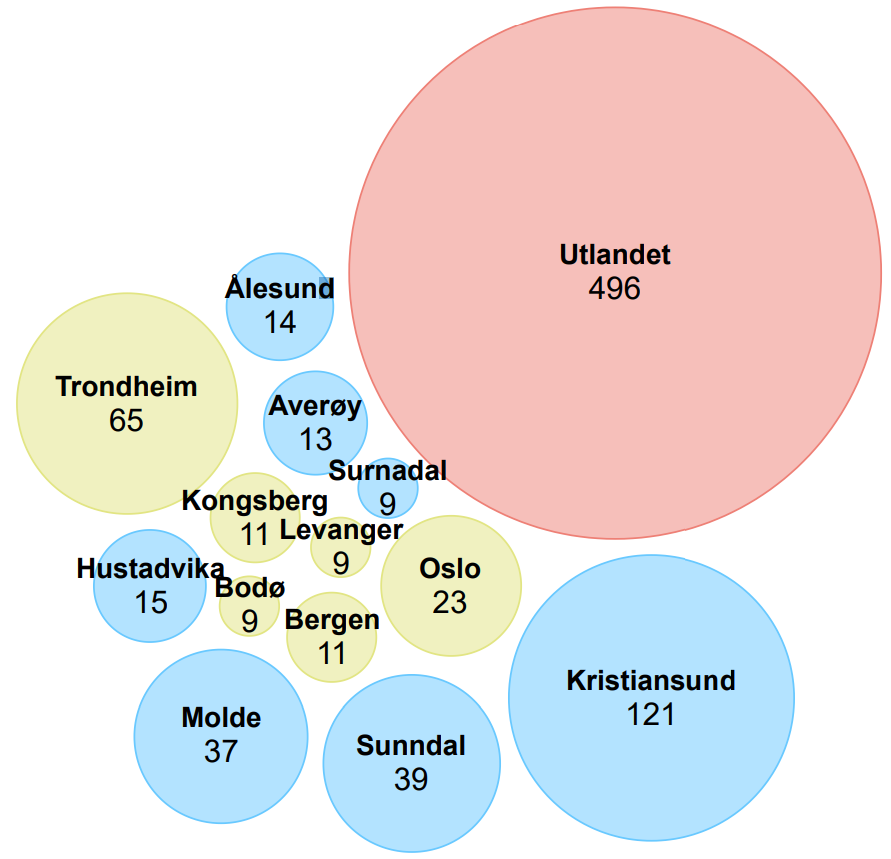 Utlandet
496
Ålesund
14
Trondheim
65
Averøy
13
Surnadal
9
Kongsberg
11
Levanger
9
Hustadvika
15
Bodø
9
Oslo
23
Bergen
11
Kristiansund
121
Molde
37
Sunndal
39